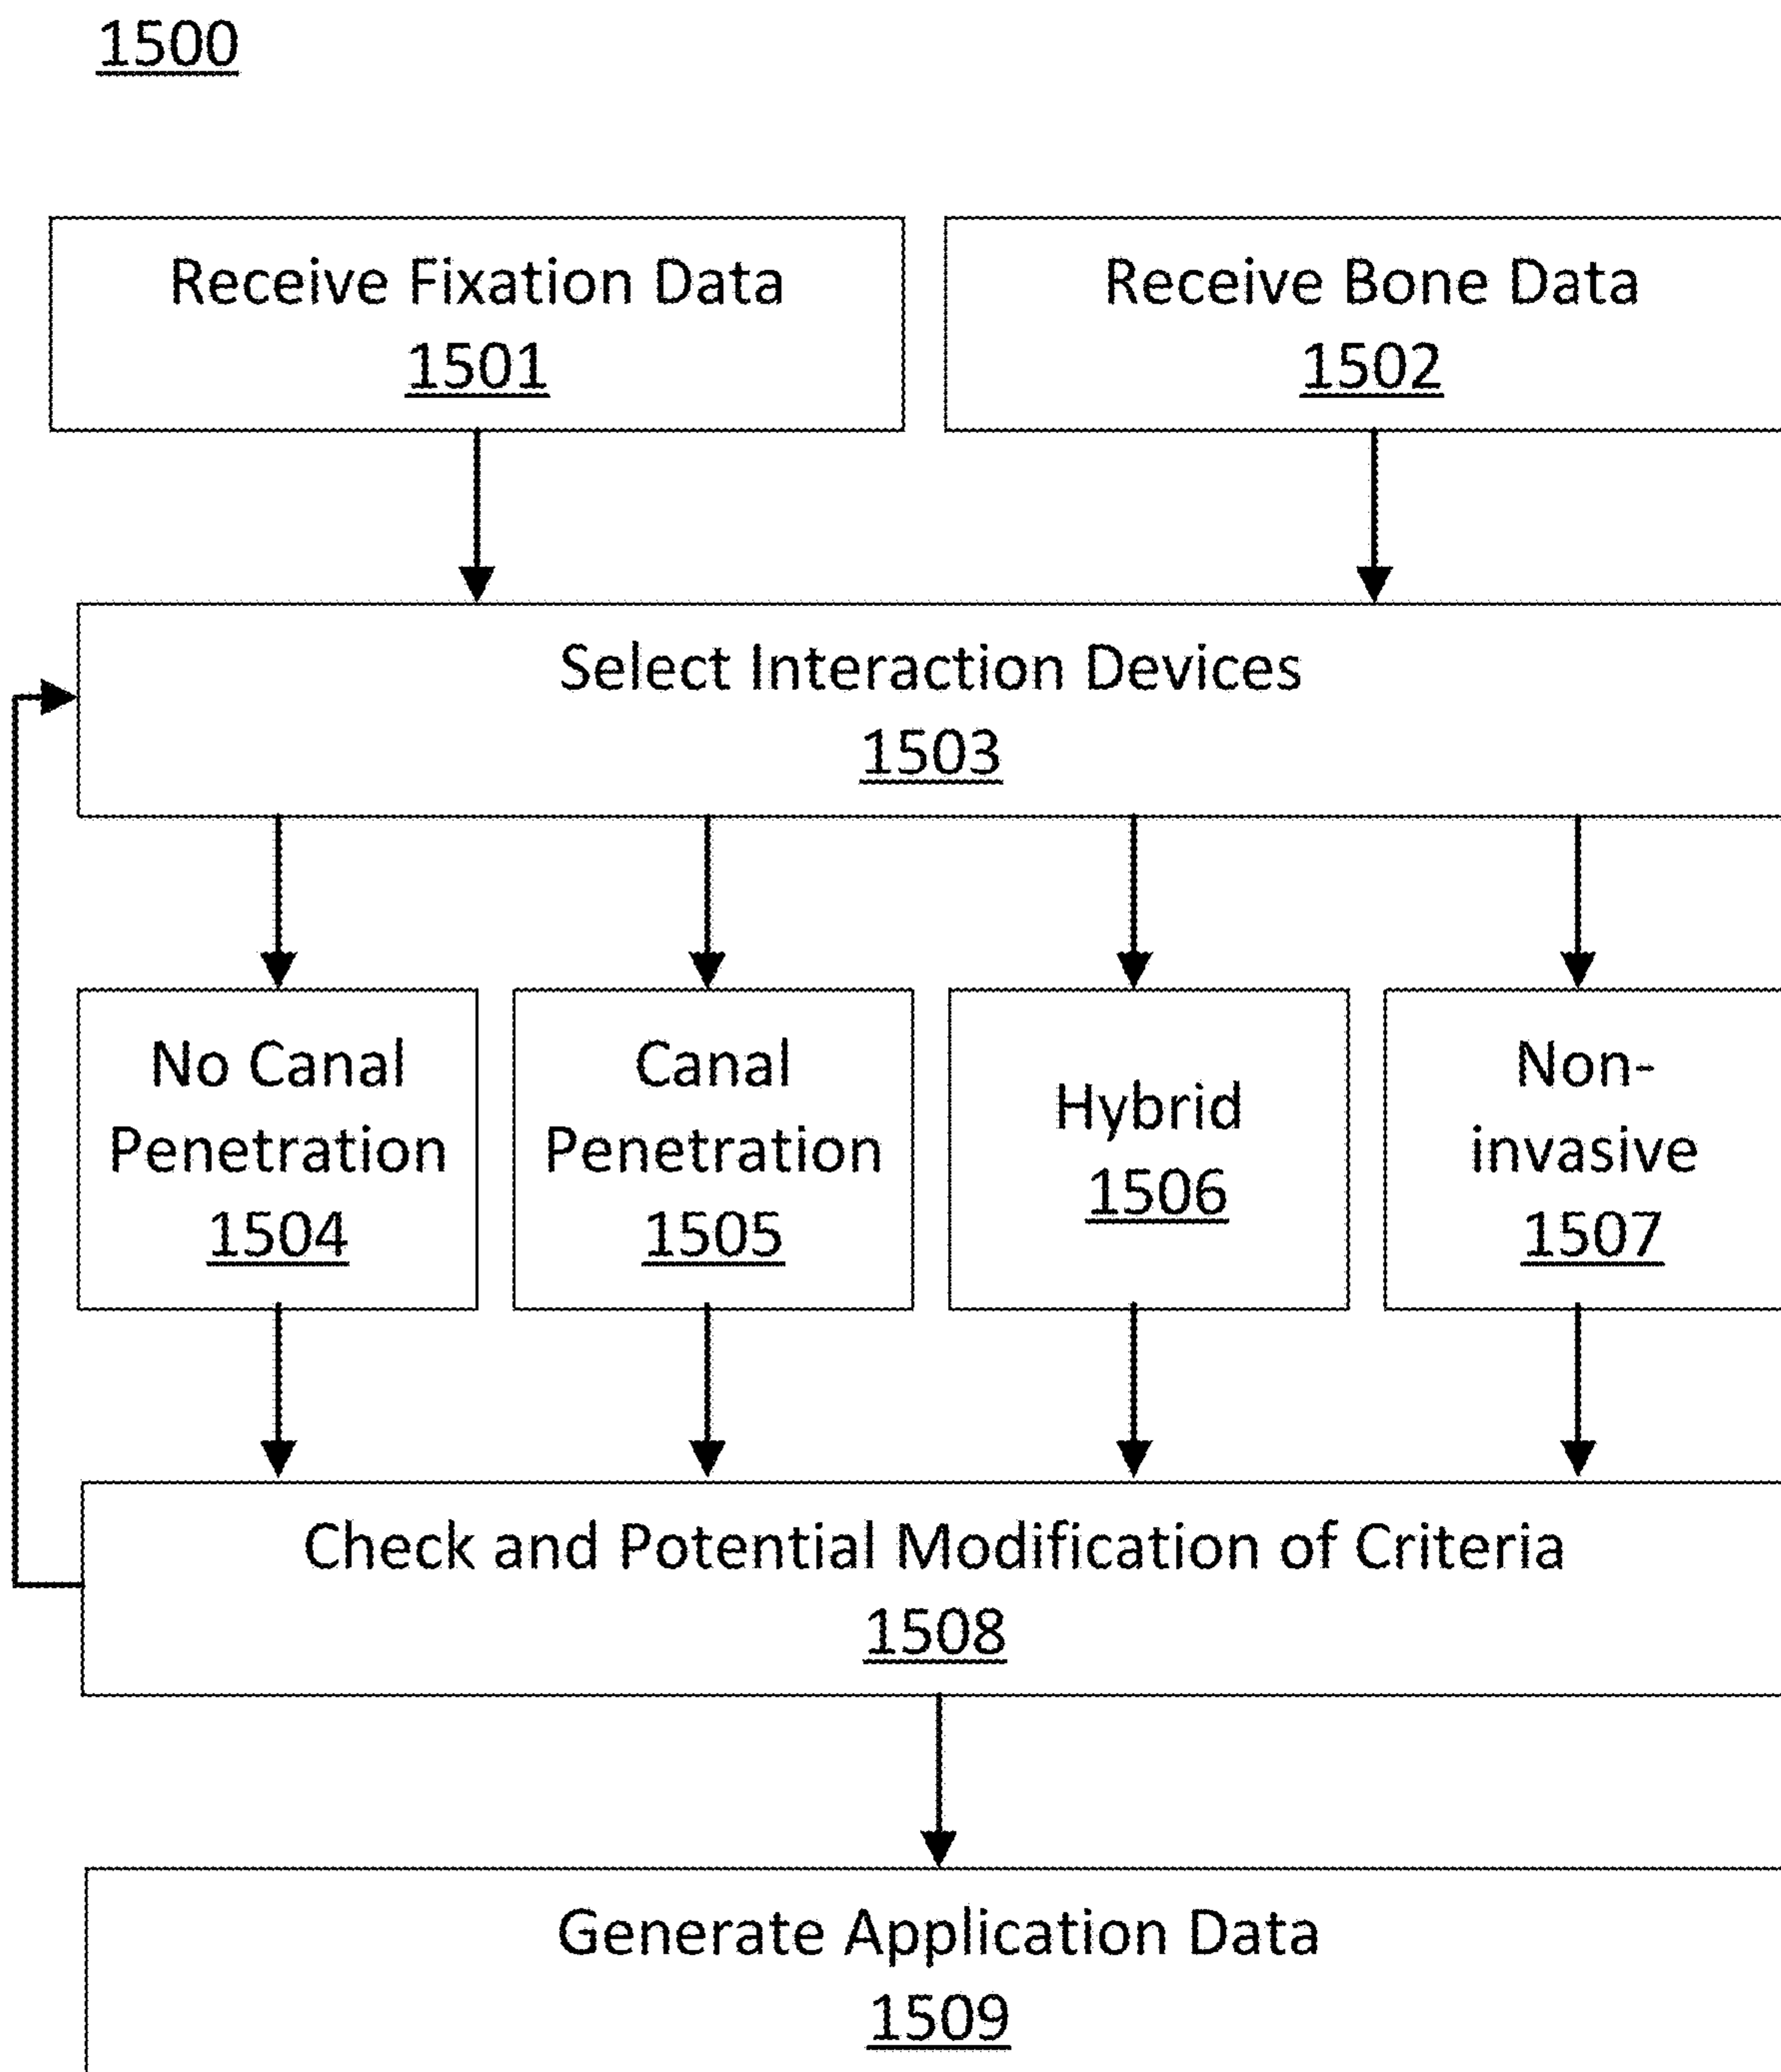 1500
Receive Fixation Data
1501
Receive Bone Data
1502
Select Interaction Devices
1503
No Canal
Penetration
1504
Canal
Penetration
1505
Hybrid
1506
Non-
invasive
1507
Check and Potential Modification of Criteria
1508
Generate Application Data
1509